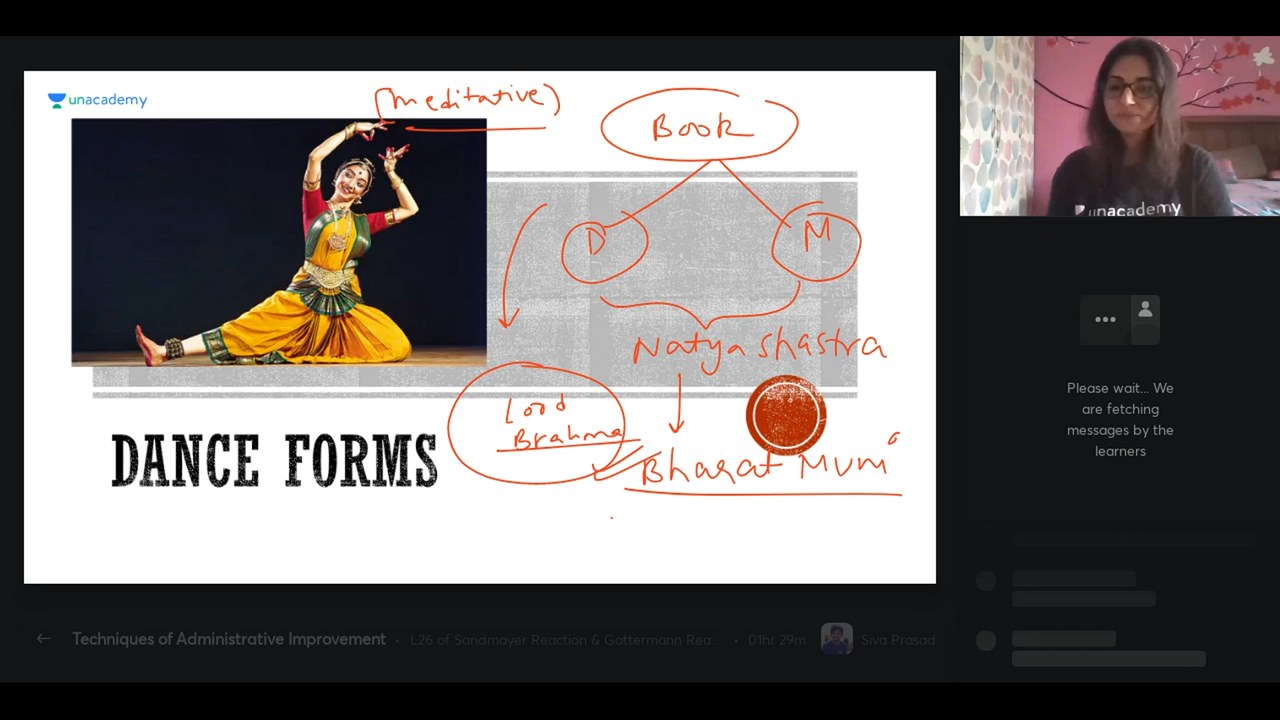 unacademy
(Meditative)
Book
D
M
Natya shastra
Lord
Brahma
Bharat Muni
DANCE FORMS
unacademy
Please wait... We
are fetching
messages by the
learners
Techniques of Administrative Improvement • L26 of Sandmayer Reaction & Gattermann Rea... • 01hr 29m Siva Prasad